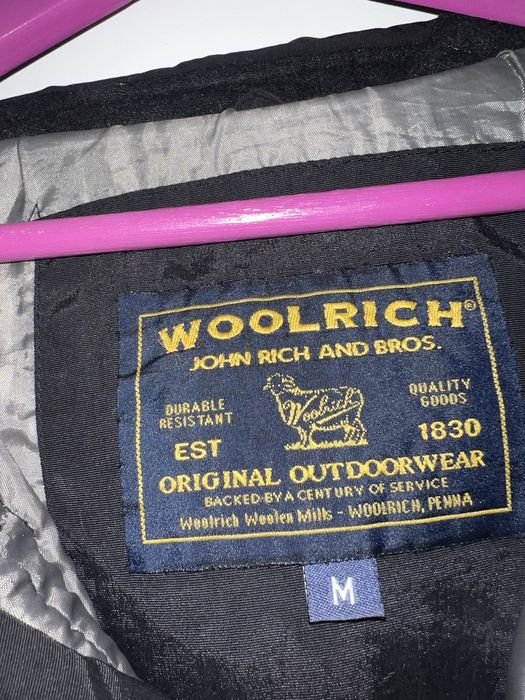 WOOLRICH®
JOHN RICH AND BROS.
DURABLE
RESISTANT
Woolrich
QUALITY
GOODS
EST
1830
ORIGINAL OUTDOORWEAR
BACKED BY A CENTURY OF SERVICE
Woolrich Woolen Mills - WOOLRICH, PENNA
M